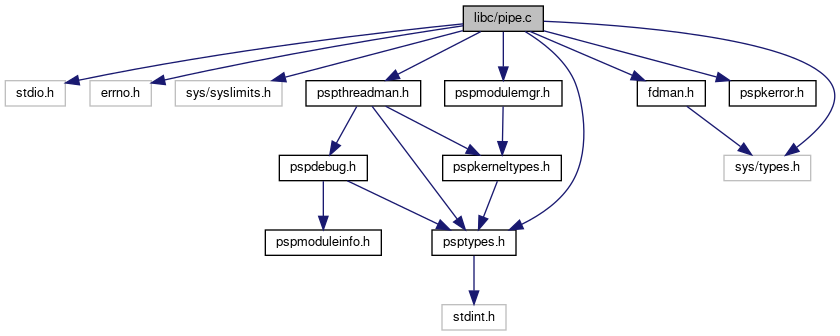 libc/pipe.c
stdio.h
errno.h
sys/syslimits.h
pspthreadman.h
pspmodulemgr.h
fdman.h
pspkerror.h
pspdebug.h
pspkerneltypes.h
sys/types.h
pspmoduleinfo.h
psptypes.h
stdint.h